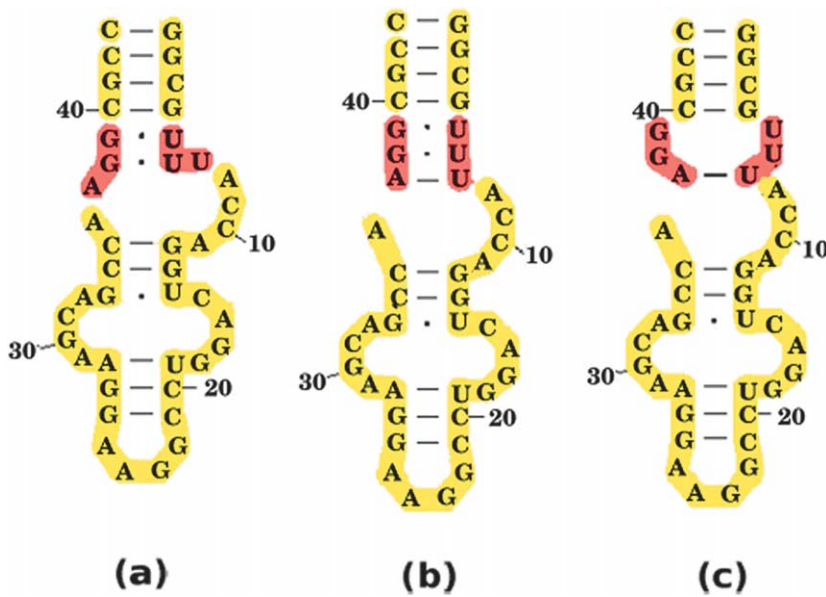 C G
C G
G C
40 C G
G U
G U U
A A
A C
C A C 10
C G
C G
A G U C
C A
30 G G
A A U G
G C 20
G C
A G
A A G
(a)
C G
C G
G C
40 C G
G U
G U
A U
A A
C
C C 10
C G A
C G
A G U C
C A
30 G G
A A U G
G C 20
G C
A G
A A G
(b)
C G
C G
G C
40 C G
G U
G U
A U
A A
C
C C 10
C G A
C G
A G U C
C A
30 G G
A A U G
G C 20
G C
A G
A A G
(c)